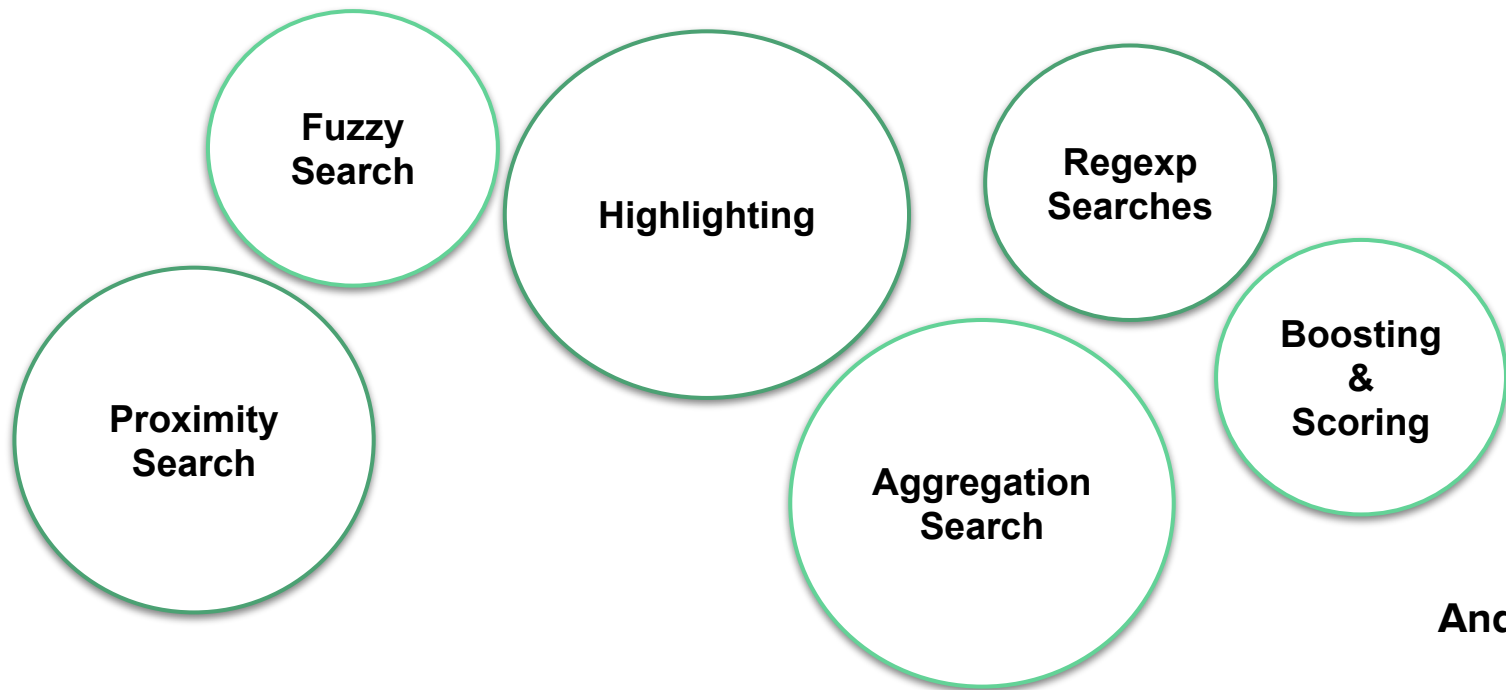 Fuzzy
Search
Highlighting
Regexp
Searches
Proximity
Search
Aggregation
Search
Boosting
&
Scoring
And